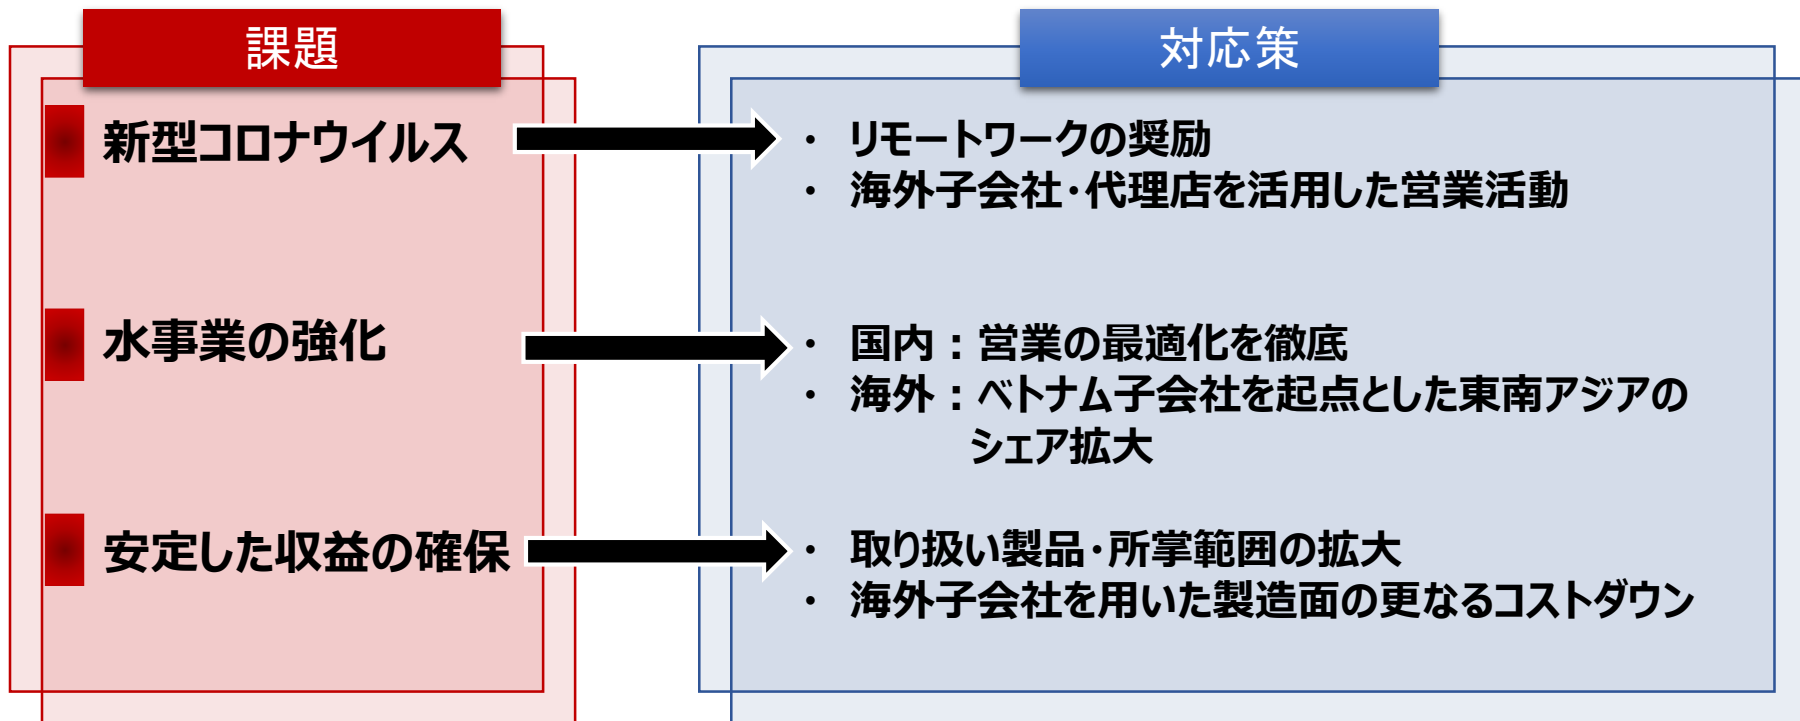 課題
対応策
新型コロナウイルス
・ リモートワークの奨励
・ 海外子会社・代理店を活用した営業活動
水事業の強化
・ 国内：営業の最適化を徹底
・ 海外：ベトナム子会社を起点とした東南アジアの
シェア拡大
安定した収益の確保
・ 取り扱い製品・所掌範囲の拡大
・ 海外子会社を用いた製造面の更なるコストダウン